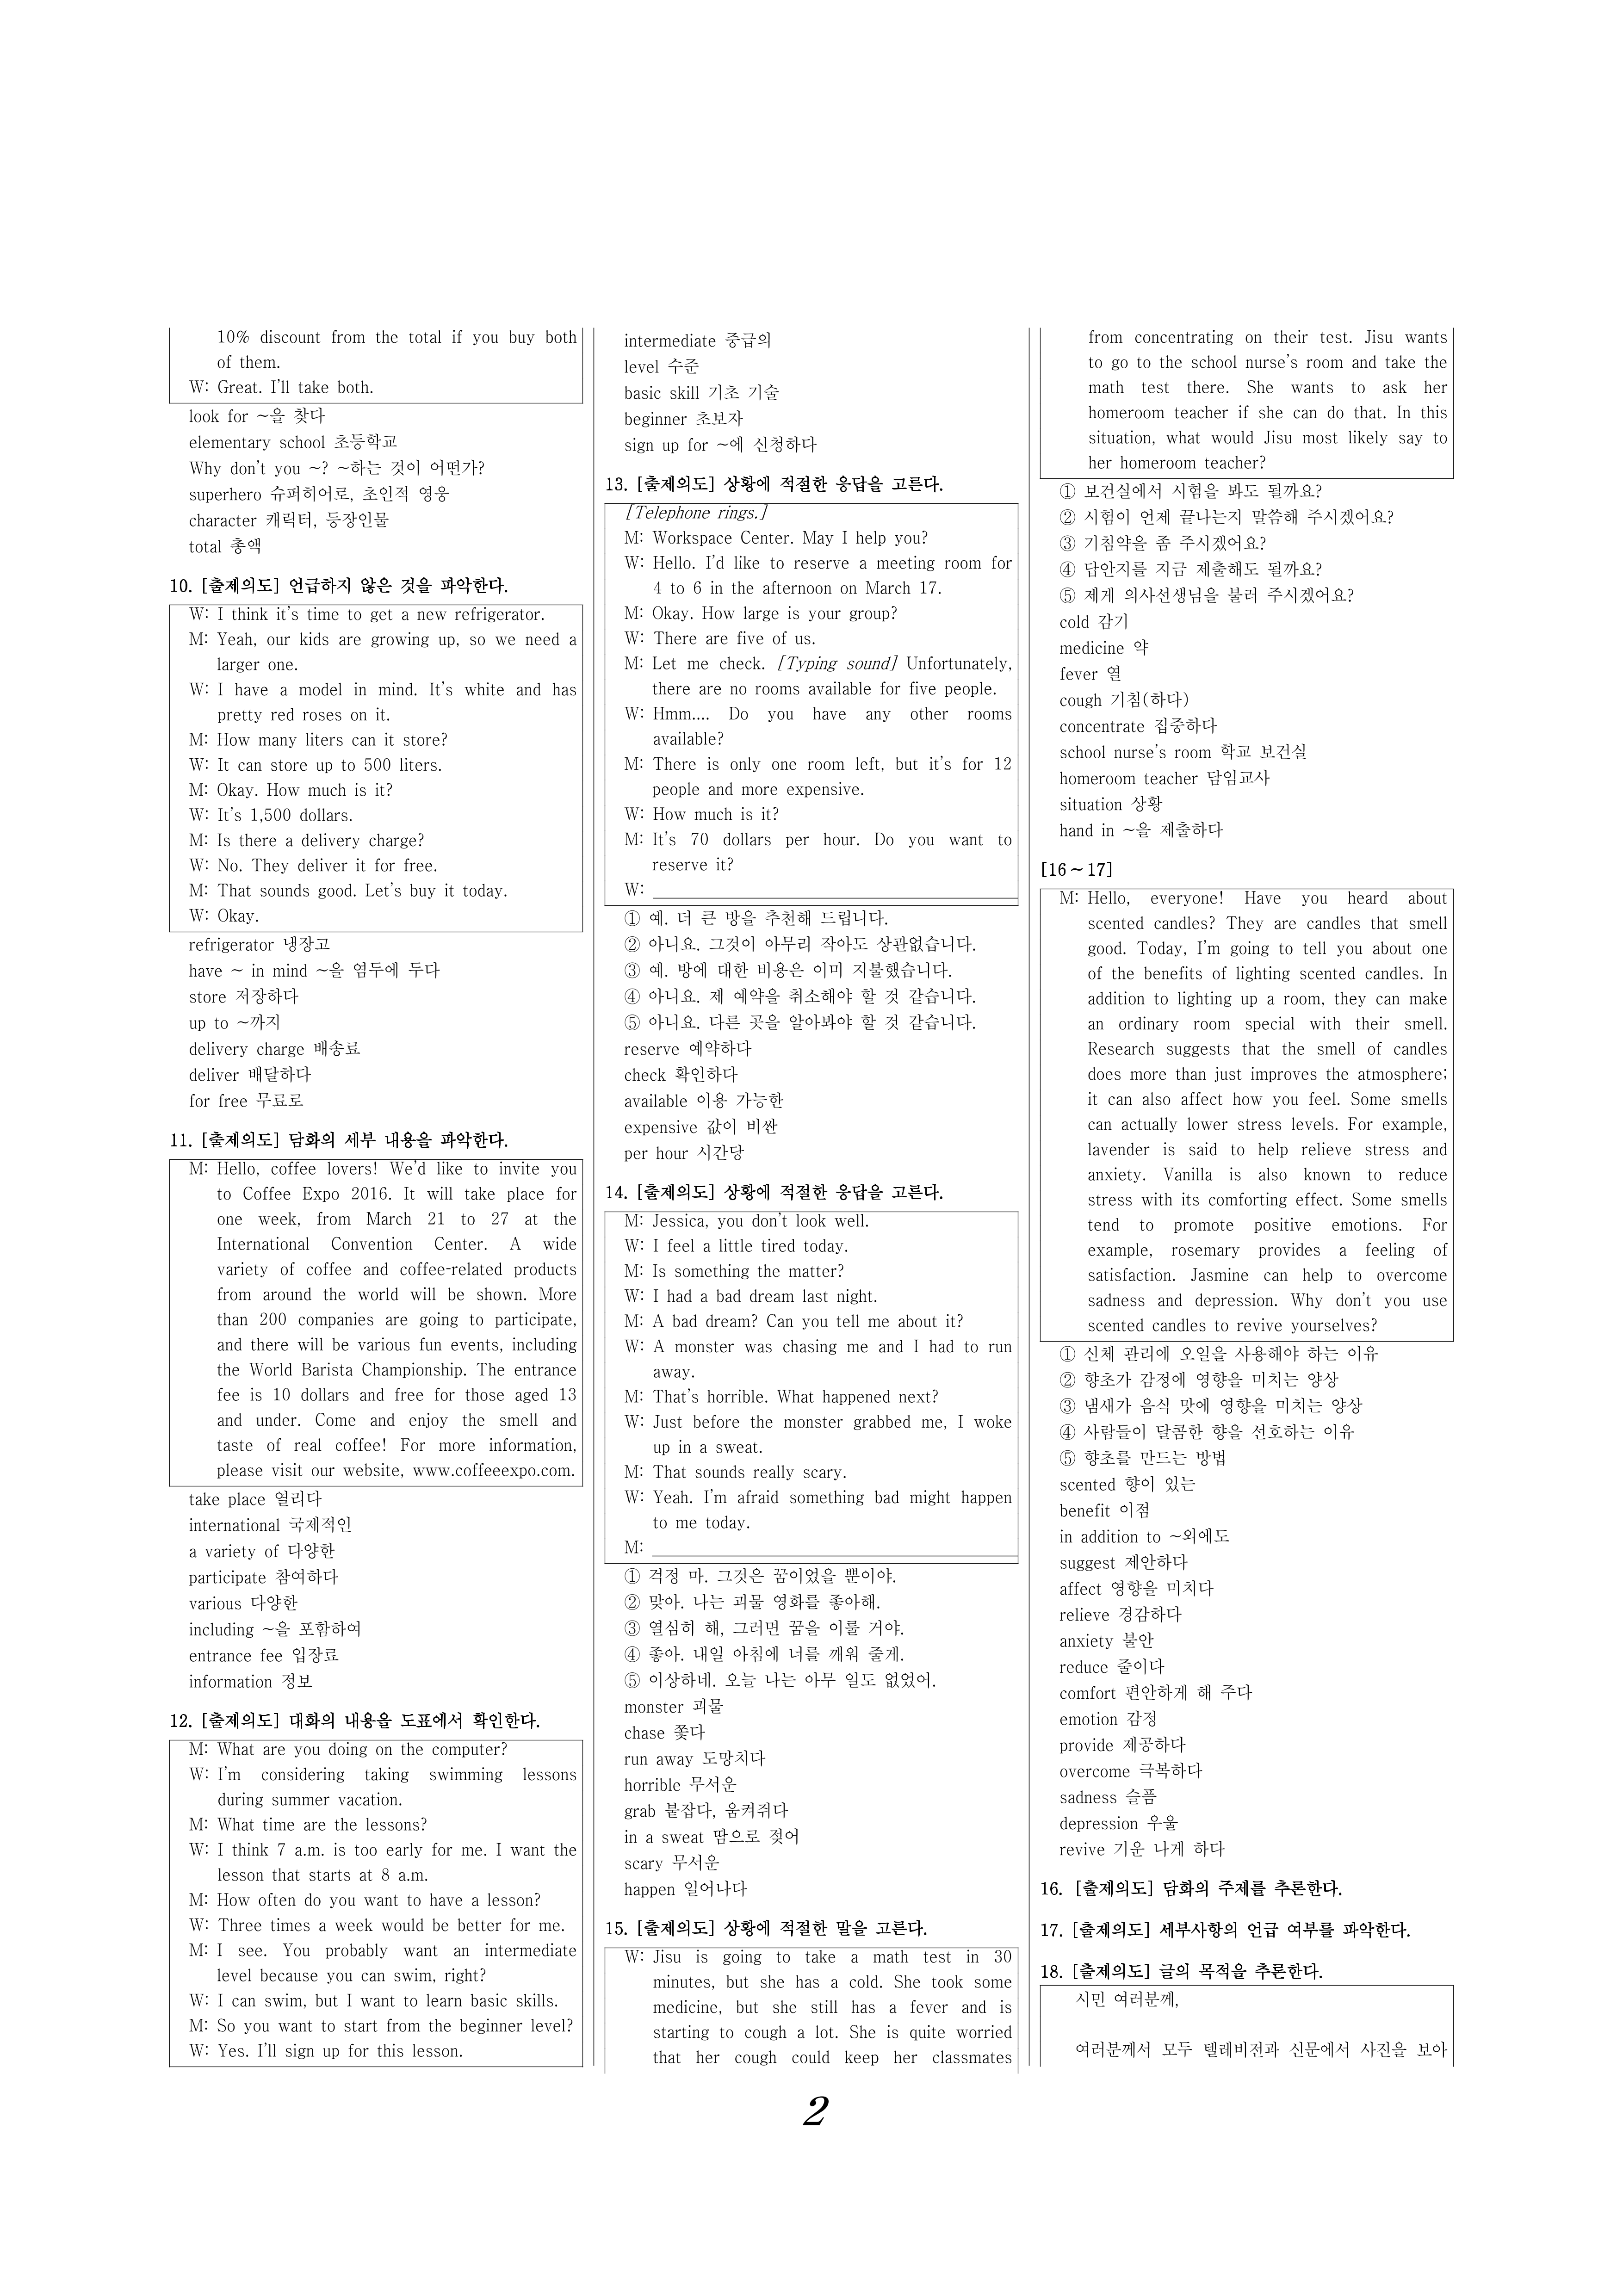 10% discount from the total if you buy both
of them.
W: Great. I'll take both.
look for ~을 찾다
elementary school 초등학교
Why don't you ~? ~하는 것이 어떤가?
superhero 슈퍼히어로, 초인적 영웅
character 캐릭터, 등장인물
total 총액
10. [출제의도] 언급하지 않은 것을 파악한다.
W: I think it's time to get a new refrigerator.
M: Yeah, our kids are growing up, so we need a
larger one.
W: I have a model in mind. It's white and has
pretty red roses on it.
M: How many liters can it store?
W: It can store up to 500 liters.
M: Okay. How much is it?
W: It's 1,500 dollars.
M: Is there a delivery charge?
W: No. They deliver it for free.
M: That sounds good. Let's buy it today.
W: Okay.
refrigerator 냉장고
have ~ in mind ~을 염두에 두다
store 저장하다
up to ~까지
delivery charge 배송료
deliver 배달하다
for free 무료로
11. [출제의도] 담화의 세부 내용을 파악한다.
M: Hello, coffee lovers! We'd like to invite you
to Coffee Expo 2016. It will take place for
one week, from March 21 to 27 at the
International Convention Center. A wide
variety of coffee and coffee-related products
from around the world will be shown. More
than 200 companies are going to participate,
and there will be various fun events, including
the World Barista Championship. The entrance
fee is 10 dollars and free for those aged 13
and under. Come and enjoy the smell and
taste of real coffee! For more information,
please visit our website, www.coffeeexpo.com.
take place 열리다
international 국제적인
a variety of 다양한
participate 참여하다
various 다양한
including ~을 포함하여
entrance fee 입장료
information 정보
12. [출제의도] 대화의 내용을 도표에서 확인한다.
M: What are you doing on the computer?
W: I'm considering taking swimming lessons
during summer vacation.
M: What time are the lessons?
W: I think 7 a.m. is too early for me. I want the
lesson that starts at 8 a.m.
M: How often do you want to have a lesson?
W: Three times a week would be better for me.
M: I see. You probably want an intermediate
level because you can swim, right?
W: I can swim, but I want to learn basic skills.
M: So you want to start from the beginner level?
W: Yes. I'll sign up for this lesson.
intermediate 중급의
level 수준
basic skill 기초 기술
beginner 초보자
sign up for ~에 신청하다
13. [출제의도] 상황에 적절한 응답을 고른다.
[Telephone rings.]
M: Workspace Center. May I help you?
W: Hello. I'd like to reserve a meeting room for
4 to 6 in the afternoon on March 17.
M: Okay. How large is your group?
W: There are five of us.
M: Let me check. [Typing sound] Unfortunately,
there are no rooms available for five people.
W: Hmm.... Do you have any other rooms
available?
M: There is only one room left, but it's for 12
people and more expensive.
W: How much is it?
M: It's 70 dollars per hour. Do you want to
reserve it?
W:
① 예. 더 큰 방을 추천해 드립니다.
② 아니요. 그것이 아무리 작아도 상관없습니다.
③ 예. 방에 대한 비용은 이미 지불했습니다.
④ 아니요. 제 예약을 취소해야 할 것 같습니다.
⑤ 아니요. 다른 곳을 알아봐야 할 것 같습니다.
reserve 예약하다
check 확인하다
available 이용 가능한
expensive 값이 비싼
per hour 시간당
14. [출제의도] 상황에 적절한 응답을 고른다.
M: Jessica, you don't look well.
W: I feel a little tired today.
M: Is something the matter?
W: I had a bad dream last night.
M: A bad dream? Can you tell me about it?
W: A monster was chasing me and I had to run
away.
M: That's horrible. What happened next?
W: Just before the monster grabbed me, I woke
up in a sweat.
M: That sounds really scary.
W: Yeah. I'm afraid something bad might happen
to me today.
M:
① 걱정 마. 그것은 꿈이었을 뿐이야.
② 맞아. 나는 괴물 영화를 좋아해.
③ 열심히 해, 그러면 꿈을 이룰 거야.
④ 좋아. 내일 아침에 너를 깨워 줄게.
⑤ 이상하네. 오늘 나는 아무 일도 없었어.
monster 괴물
chase 쫓다
run away 도망치다
horrible 무서운
grab 붙잡다, 움켜쥐다
in a sweat 땀으로 젖어
scary 무서운
happen 일어나다
15. [출제의도] 상황에 적절한 말을 고른다.
W: Jisu is going to take a math test in 30
minutes, but she has a cold. She took some
medicine, but she still has a fever and is
starting to cough a lot. She is quite worried
that her cough could keep her classmates
from concentrating on their test. Jisu wants
to go to the school nurse's room and take the
math test there. She wants to ask her
homeroom teacher if she can do that. In this
situation, what would Jisu most likely say to
her homeroom teacher?
① 보건실에서 시험을 봐도 될까요?
② 시험이 언제 끝나는지 말씀해 주시겠어요?
③ 기침약을 좀 주시겠어요?
④ 답안지를 지금 제출해도 될까요?
⑤ 제게 의사선생님을 불러 주시겠어요?
cold 감기
medicine 약
fever 열
cough 기침(하다)
concentrate 집중하다
school nurse's room 학교 보건실
homeroom teacher 담임교사
situation 상황
hand in ~을 제출하다
[16~17]
M: Hello, everyone! Have you heard about
scented candles? They are candles that smell
good. Today, I'm going to tell you about one
of the benefits of lighting scented candles. In
addition to lighting up a room, they can make
an ordinary room special with their smell.
Research suggests that the smell of candles
does more than just improves the atmosphere;
it can also affect how you feel. Some smells
can actually lower stress levels. For example,
lavender is said to help relieve stress and
anxiety. Vanilla is also known to reduce
stress with its comforting effect. Some smells
tend to promote positive emotions. For
example, rosemary provides a feeling of
satisfaction. Jasmine can help to overcome
sadness and depression. Why don't you use
scented candles to revive yourselves?
① 신체 관리에 오일을 사용해야 하는 이유
② 향초가 감정에 영향을 미치는 양상
③ 냄새가 음식 맛에 영향을 미치는 양상
④ 사람들이 달콤한 향을 선호하는 이유
⑤ 향초를 만드는 방법
scented 향이 있는
benefit 이점
in addition to ~외에도
suggest 제안하다
affect 영향을 미치다
relieve 경감하다
anxiety 불안
reduce 줄이다
comfort 편안하게 해 주다
emotion 감정
provide 제공하다
overcome 극복하다
sadness 슬픔
depression 우울
revive 기운 나게 하다
16. [출제의도] 담화의 주제를 추론한다.
17. [출제의도] 세부사항의 언급 여부를 파악한다.
18. [출제의도] 글의 목적을 추론한다.
시민 여러분께,
여러분께서 모두 텔레비전과 신문에서 사진을 보아
2